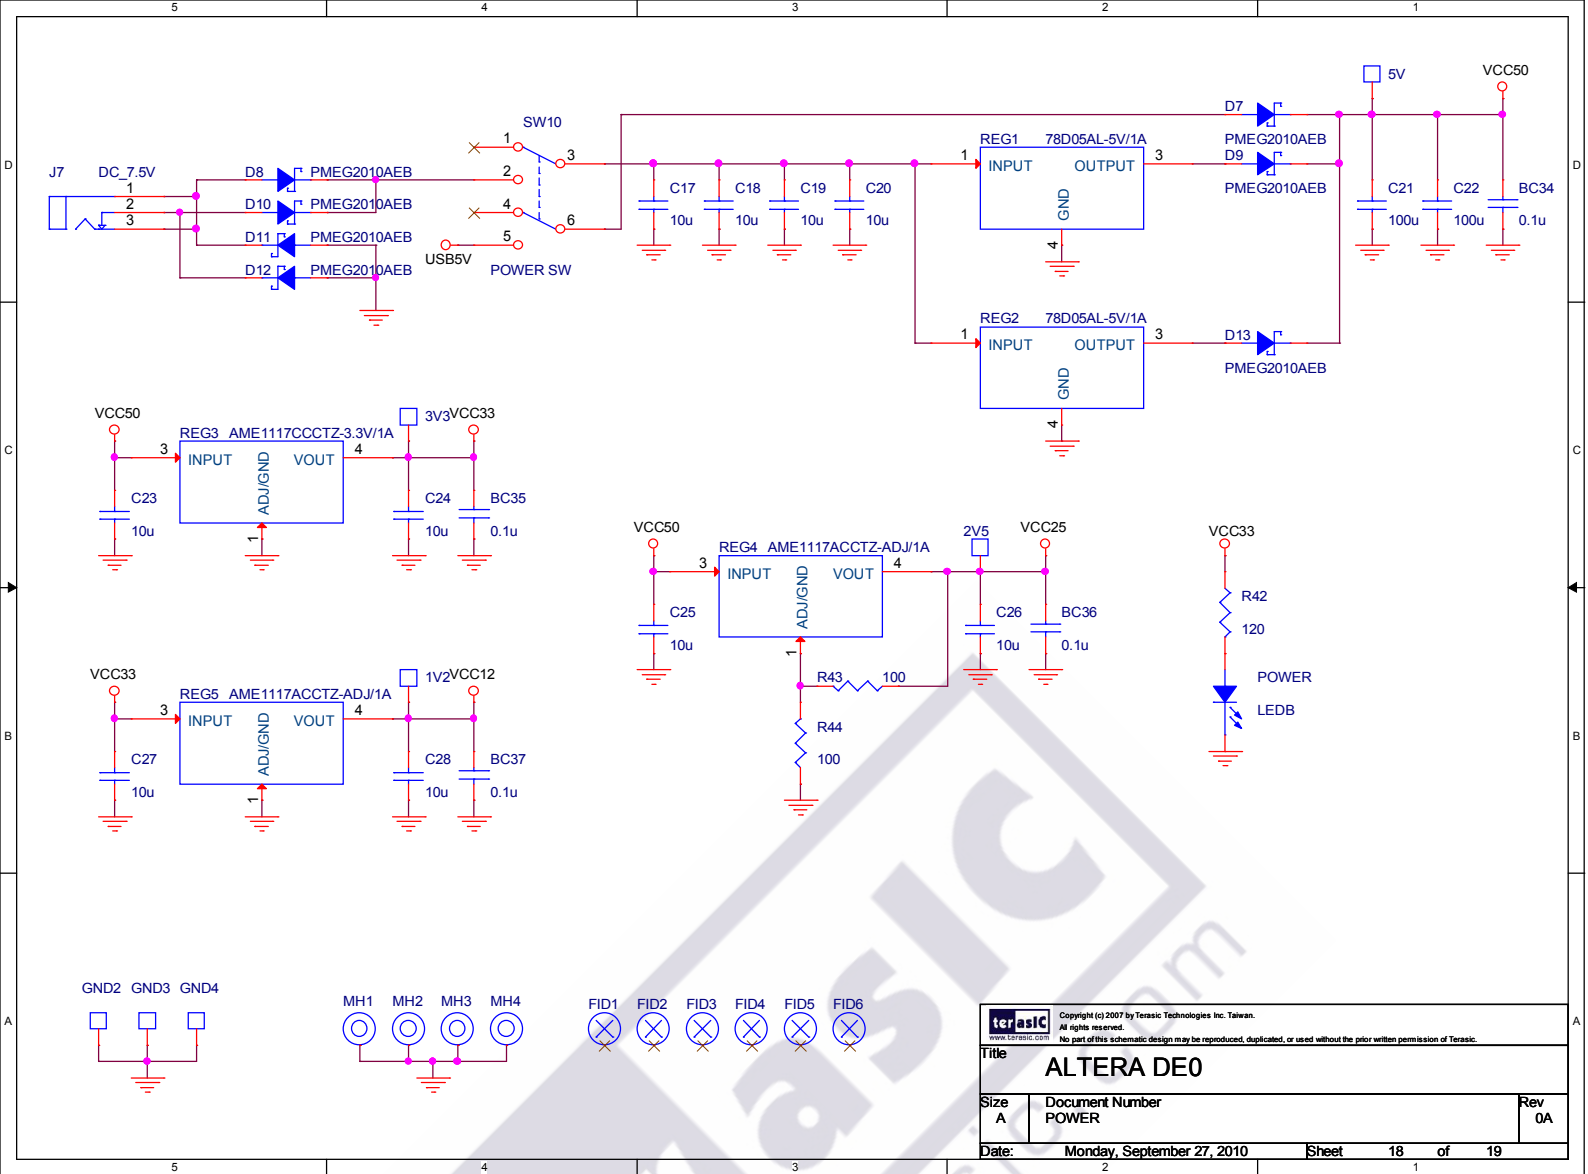 5 4 3 2 1
D
C
B
A
D
C
B
A
J7 DC_7.5V
1
2
3
D8 PMEG2010AEB
D10 PMEG2010AEB
D11 PMEG2010AEB
D12 PMEG2010AEB
SW10
1
2
3
4
5
6
USB5V
POWER SW
C17
10u
C18
10u
C19
10u
C20
10u
REG1 78D05AL-5V/1A
1 INPUT OUTPUT 3
GND
4
REG2 78D05AL-5V/1A
1 INPUT OUTPUT 3
GND
4
D7
PMEG2010AEB
D9
PMEG2010AEB
D13
PMEG2010AEB
5V
VCC50
C21
100u
C22
100u
BC34
0.1u
VCC50
REG3 AME1117CCCTZ-3.3V/1A
3 INPUT VOUT 4
ADJ/GND
1
3V3 VCC33
C23
10u
C24
10u
BC35
0.1u
VCC50
REG4 AME1117ACCTZ-ADJ/1A
3 INPUT VOUT 4
ADJ/GND
1
2V5
VCC25
C25
10u
C26
10u
BC36
0.1u
R43 100
R44
100
VCC33
R42
120
POWER
LEDB
VCC33
REG5 AME1117ACCTZ-ADJ/1A
3 INPUT VOUT 4
ADJ/GND
1
1V2 VCC12
C27
10u
C28
10u
BC37
0.1u
GND2 GND3 GND4
MH1 MH2 MH3 MH4
FID1 FID2 FID3 FID4 FID5 FID6
terasIC
www.terasic.com
Copyright (c) 2007 by Terasic Technologies Inc. Taiwan.
All rights reserved.
No part of this schematic design may be reproduced, duplicated, or used without the prior written permission of Terasic.
Title
ALTERA DE0
Size
A
Document Number
POWER
Rev
0A
Date: Monday, September 27, 2010 Sheet 18 of 19
5 4 3 2 1
asic
sic.com